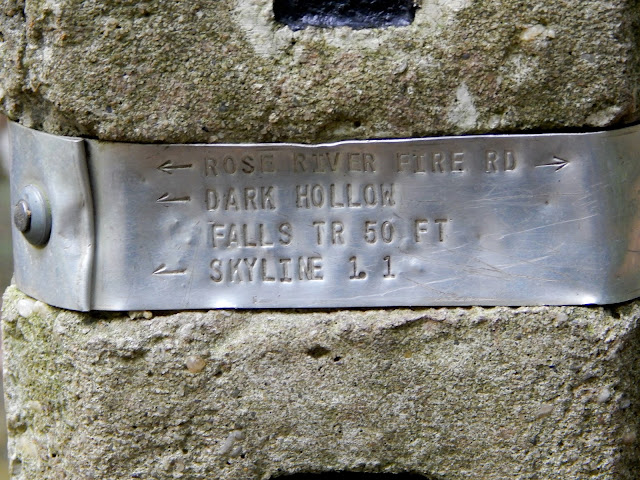 ← ROSE RIVER FIRE RD →
← DARK HOLLOW
FALLS TR 50 FT
← SKYLINE 1.1